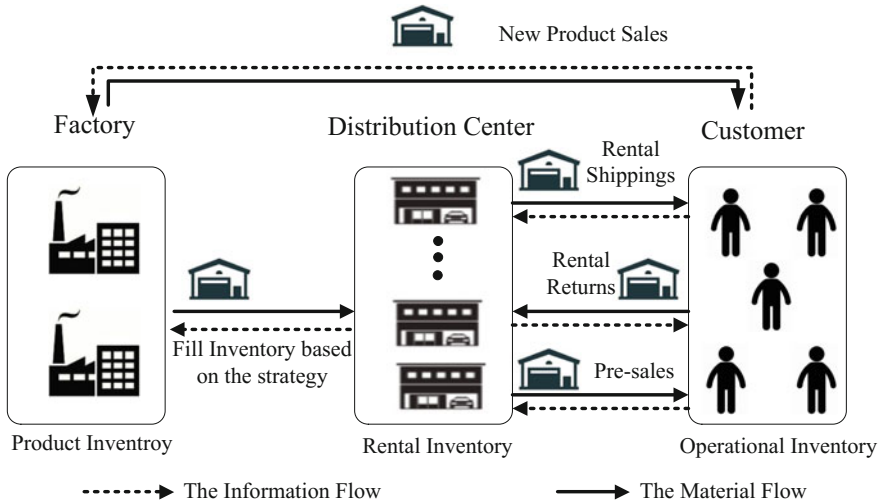 New Product Sales
Factory
Distribution Center
Customer
Rental
Shippings
Rental
Returns
Fill Inventory based
on the strategy
Pre-sales
Product Inventroy
Rental Inventory
Operational Inventory
The Information Flow
The Material Flow